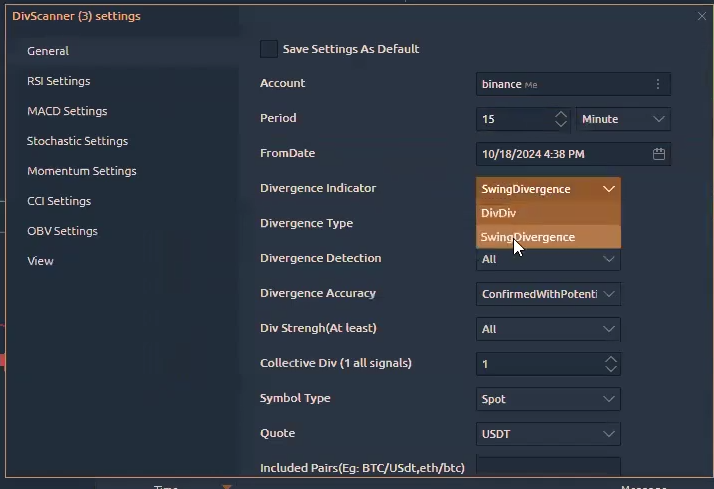 DivScanner (3) settings
General
RSI Settings
MACD Settings
Stochastic Settings
Momentum Settings
CCI Settings
OBV Settings
View
Save Settings As Default
Account binance Me
Period 15 Minute
FromDate 10/18/2024 4:38 PM
Divergence Indicator SwingDivergence
DivDiv
Divergence Type
SwingDivergence
Divergence Detection All
Divergence Accuracy ConfirmedWithPotenti
Div Strengh(At least) All
Collective Div (1 all signals) 1
Symbol Type Spot
Quote USDT
Included Pairs(Eg: BTC/USdt,eth/btc)
Time Message